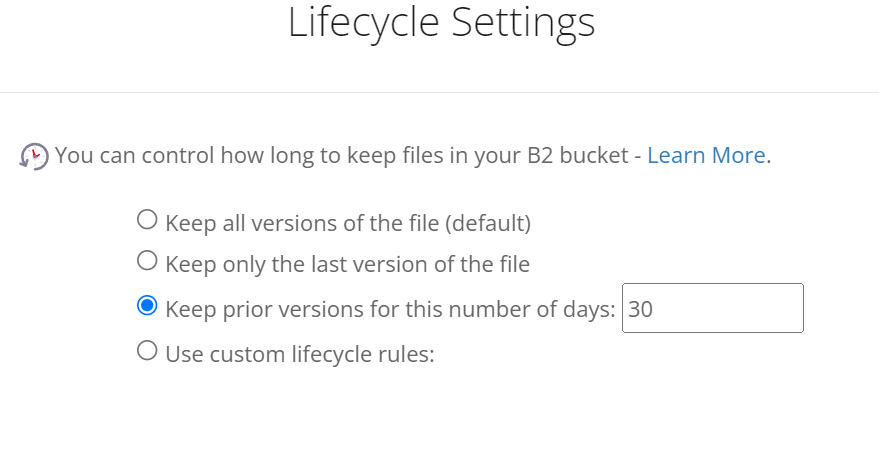 Lifecycle Settings
You can control how long to keep files in your B2 bucket - Learn More.
Keep all versions of the file (default)
Keep only the last version of the file
Keep prior versions for this number of days: 30
Use custom lifecycle rules: